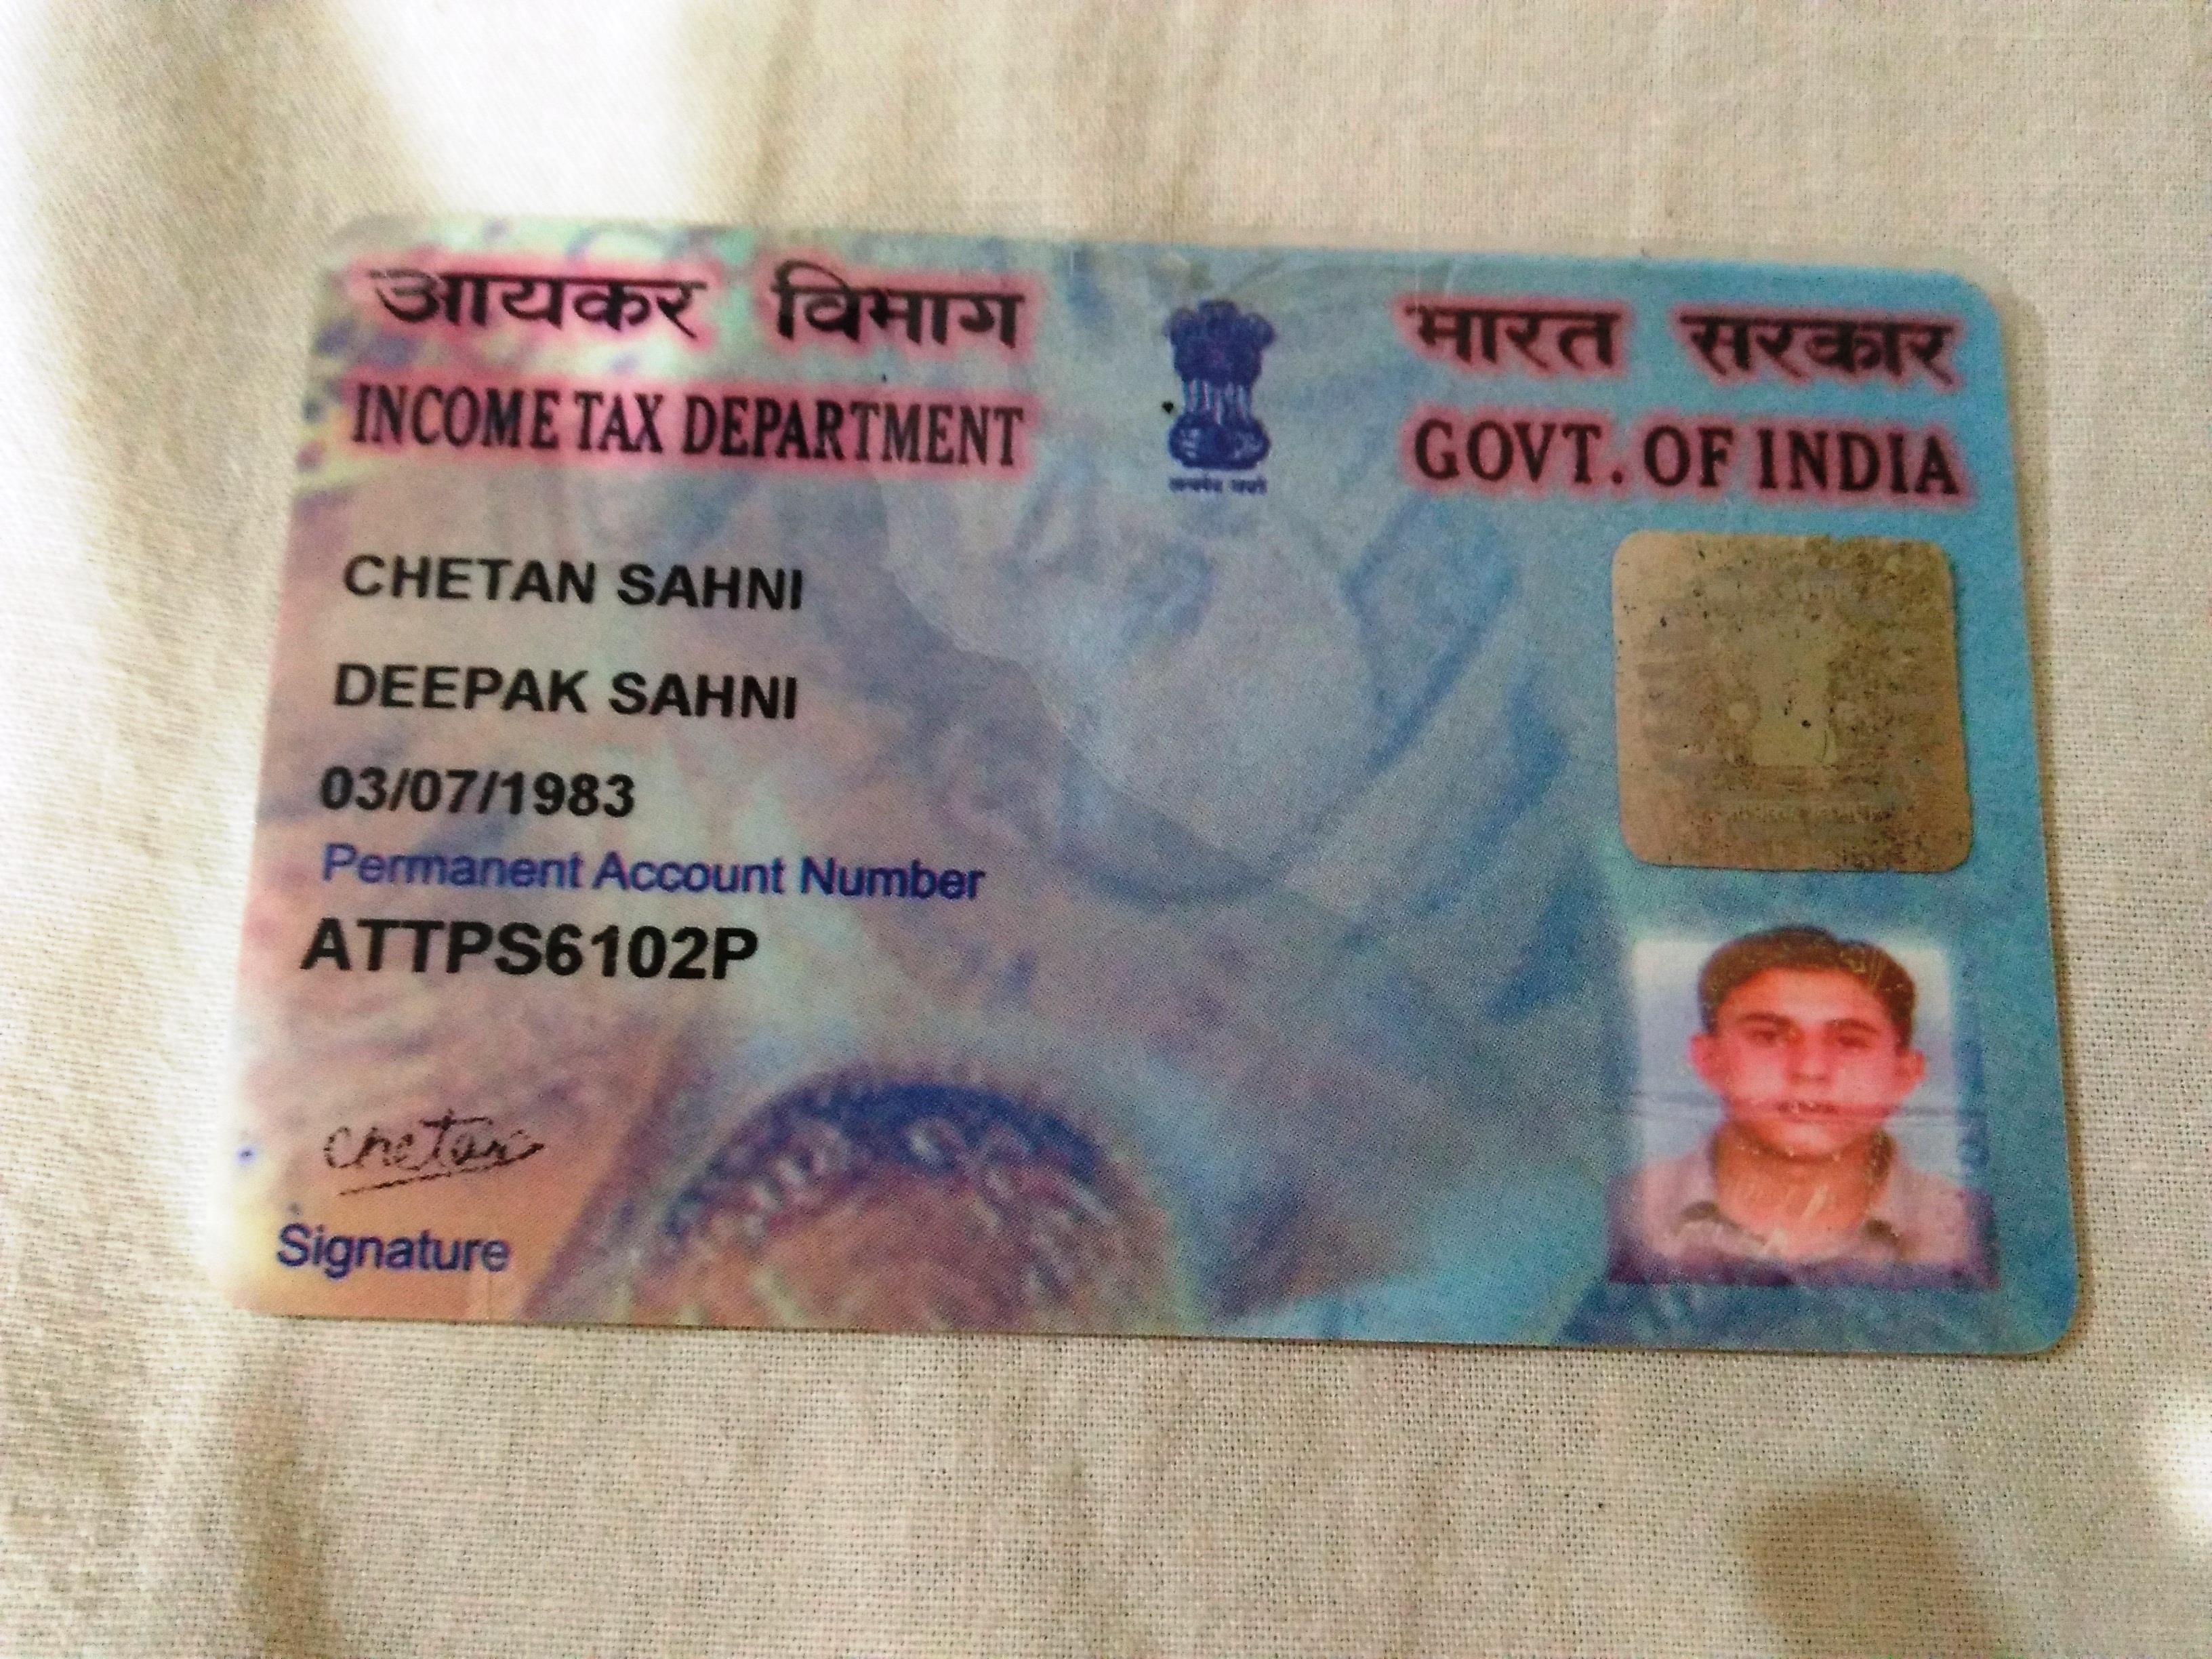 आयकर विभाग
INCOME TAX DEPARTMENT
भारत सरकार
GOVT. OF INDIA
सत्यमेव जयते
CHETAN SAHNI
DEEPAK SAHNI
03/07/1983
Permanent Account Number
ATTPS6102P
chetan
Signature